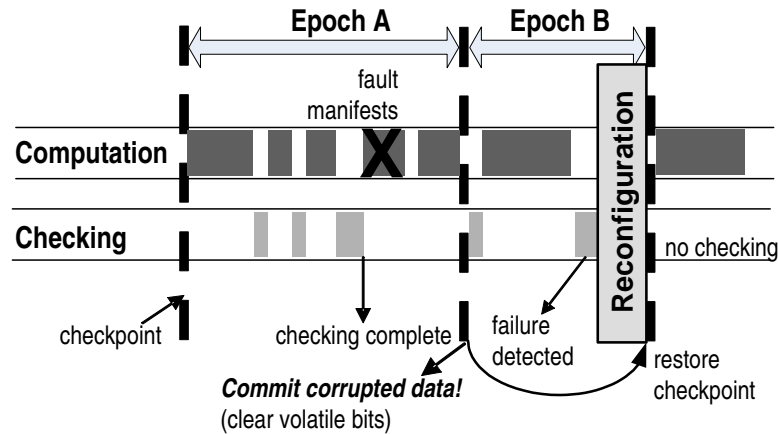 Epoch A
Epoch B
fault
manifests
X
Computation
Reconfiguration
Checking
no checking
checkpoint
checking complete
failure
detected
restore
checkpoint
Commit corrupted data!
(clear volatile bits)